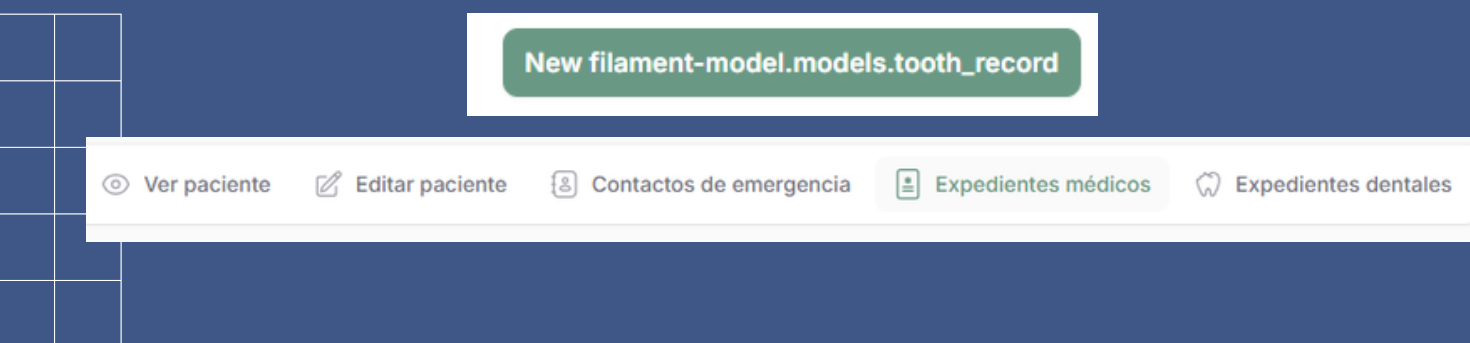 New filament-model.models.tooth_record
Ver paciente Editar paciente Contactos de emergencia Expedientes médicos Expedientes dentales